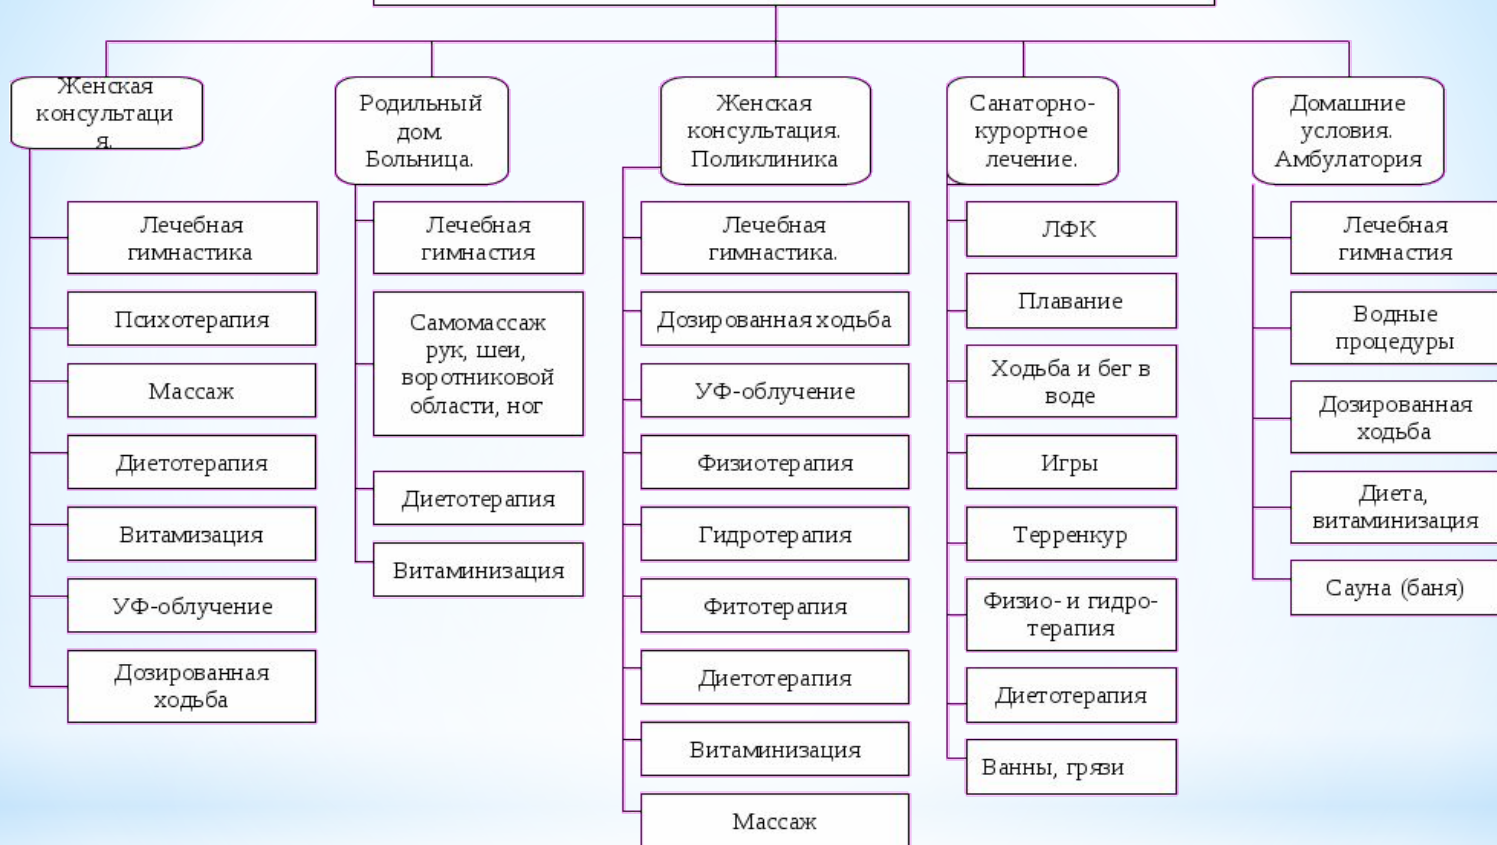 Женская
консультаци
я.
Лечебная
гимнастика
Психотерапия
Массаж
Диетотерапия
Витамизация
УФ-облучение
Дозированная
ходьба
Родильный
дом.
Больница.
Лечебная
гимнастия
Самомассаж
рук, шеи,
воротниковой
области, ног
Диетотерапия
Витаминизация
Женская
консультация.
Поликлиника
Лечебная
гимнастика.
Дозированная ходьба
УФ-облучение
Физиотерапия
Гидротерапия
Фитотерапия
Диетотерапия
Витаминизация
Массаж
Санаторно-
курортное
лечение.
ЛФК
Плавание
Ходьба и бег в
воде
Игры
Терренкур
Физио- и гидро-
терапия
Диетотерапия
Ванны, грязи
Домашние
условия.
Амбулатория
Лечебная
гимнастия
Водные
процедуры
Дозированная
ходьба
Диета,
витаминизация
Сауна (баня)